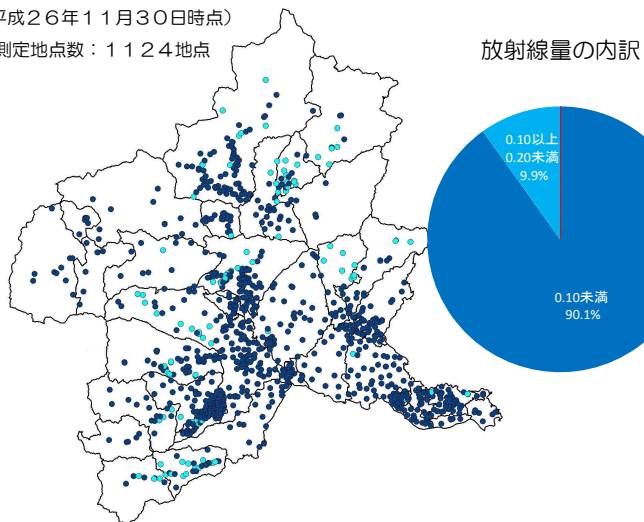 平成26年11月30日時点)
測定地点数:1124地点
放射線量の内訳
0.10以上
0.20未満
9.9%
0.10未満
90.1%